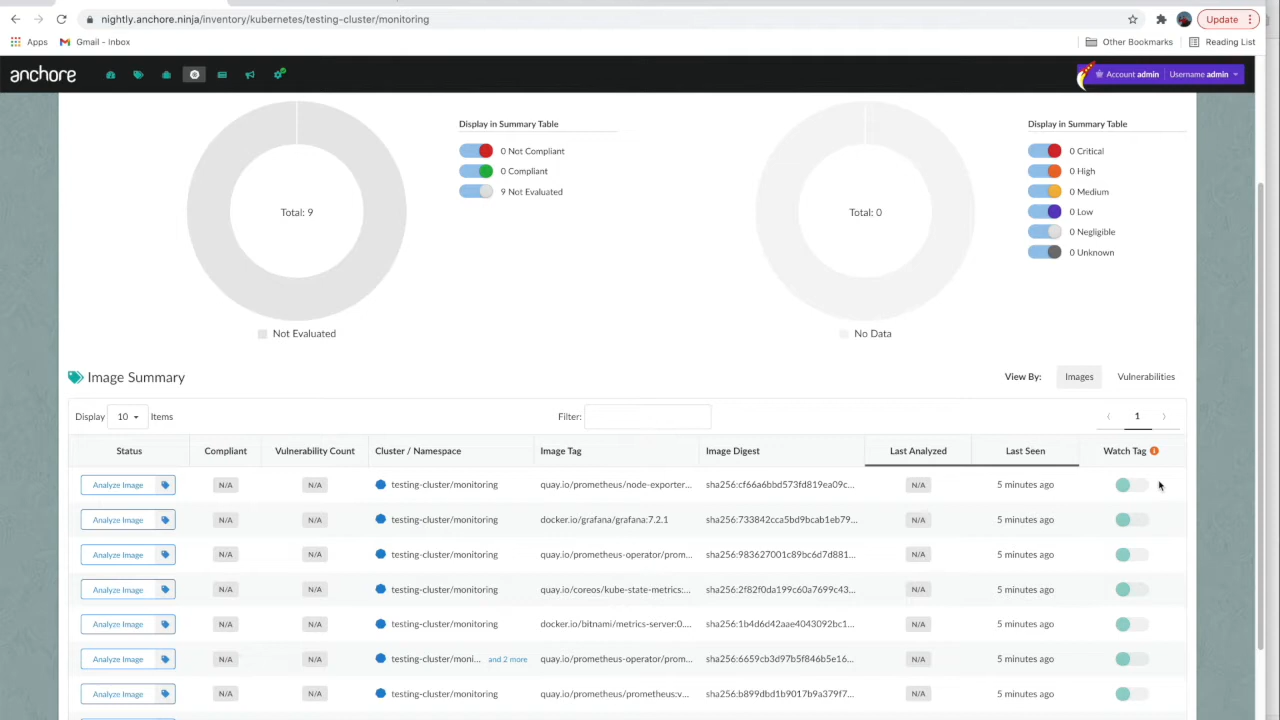 nightly.anchore.ninja/inventory/kubernetes/testing-cluster/monitoring
Update
Apps
Gmail - Inbox
Other Bookmarks
Reading List
anchore
Account admin
Username admin
Display in Summary Table
0 Not Compliant
0 Compliant
9 Not Evaluated
Total: 9
Not Evaluated
Display in Summary Table
0 Critical
0 High
0 Medium
0 Low
0 Negligible
0 Unknown
Total: 0
No Data
Image Summary
View By: Images Vulnerabilities
Display 10 Items
Filter:
1
Status Compliant Vulnerability Count Cluster / Namespace Image Tag Image Digest Last Analyzed Last Seen Watch Tag
Analyze Image N/A N/A testing-cluster/monitoring quay.io/prometheus/node-exporter... sha256:cf66a6bbd573fd819ea09c... N/A 5 minutes ago
Analyze Image N/A N/A testing-cluster/monitoring docker.io/grafana/grafana:7.2.1 sha256:733842cca5bd9bcab1eb79... N/A 5 minutes ago
Analyze Image N/A N/A testing-cluster/monitoring quay.io/prometheus-operator/prom... sha256:983627001c89bc6d7d881... N/A 5 minutes ago
Analyze Image N/A N/A testing-cluster/monitoring quay.io/coreos/kube-state-metrics:... sha256:2f82f0da199c60a7699c43... N/A 5 minutes ago
Analyze Image N/A N/A testing-cluster/monitoring docker.io/bitnami/metrics-server:0.... sha256:1b4d6d42aae4043092bc1... N/A 5 minutes ago
Analyze Image N/A N/A testing-cluster/moni... and 2 more quay.io/prometheus-operator/prom... sha256:6659cb3d97b5f846b5e16... N/A 5 minutes ago
Analyze Image N/A N/A testing-cluster/monitoring quay.io/prometheus/prometheus:v... sha256:b899dbd1b9017b9a379f7... N/A 5 minutes ago